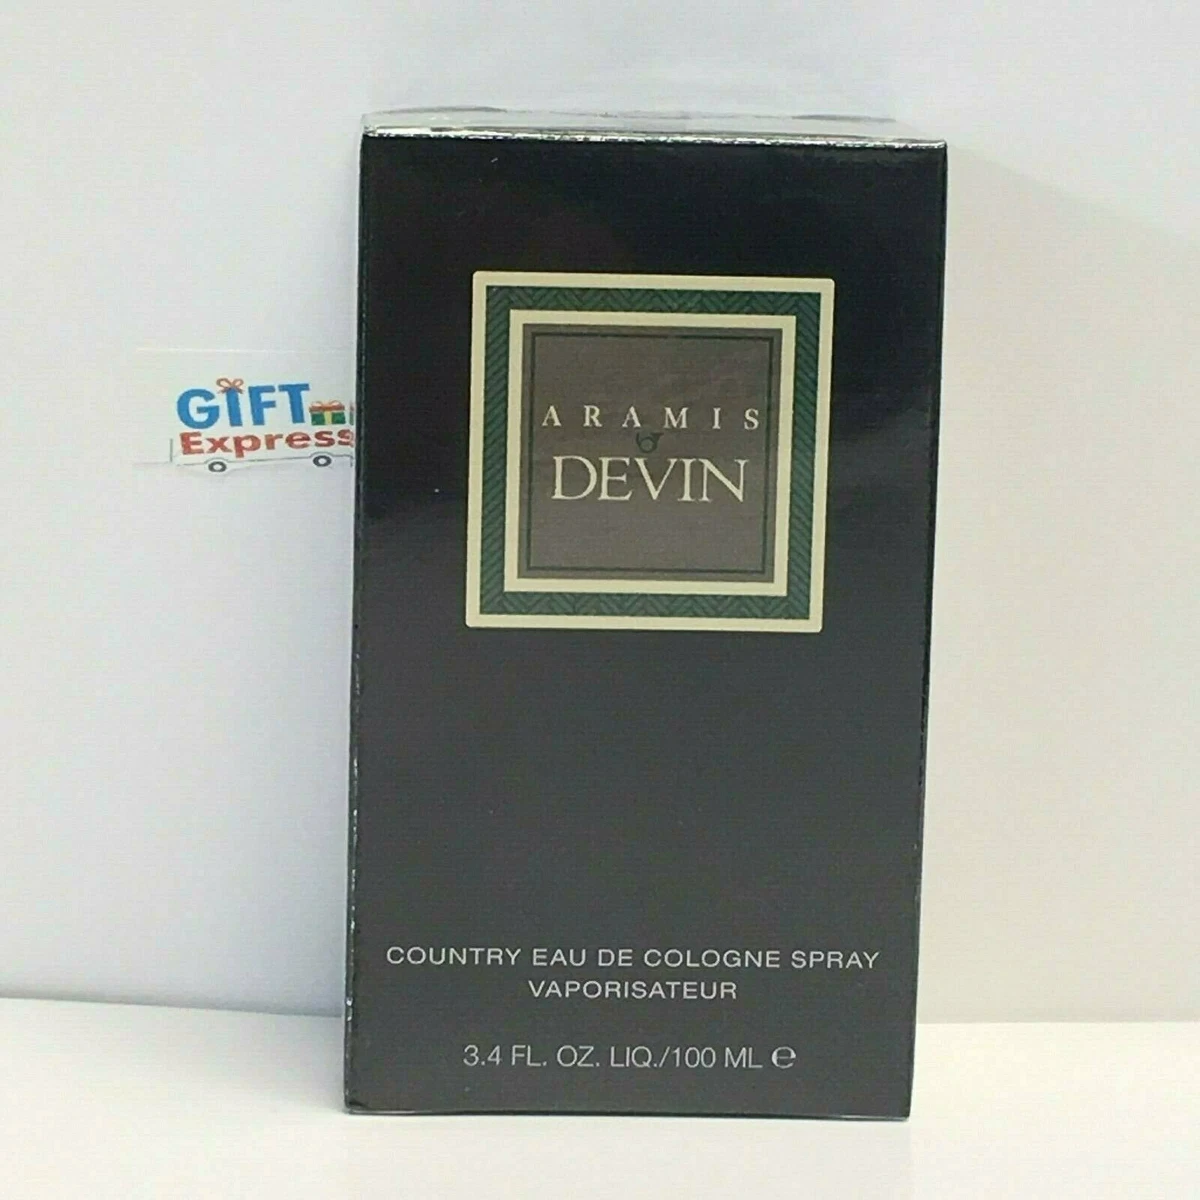 GIFT
Express
ARAMIS
DEVIN
COUNTRY EAU DE COLOGNE SPRAY
VAPORISATEUR
3.4 FL. OZ. LIQ./100 ML ℮